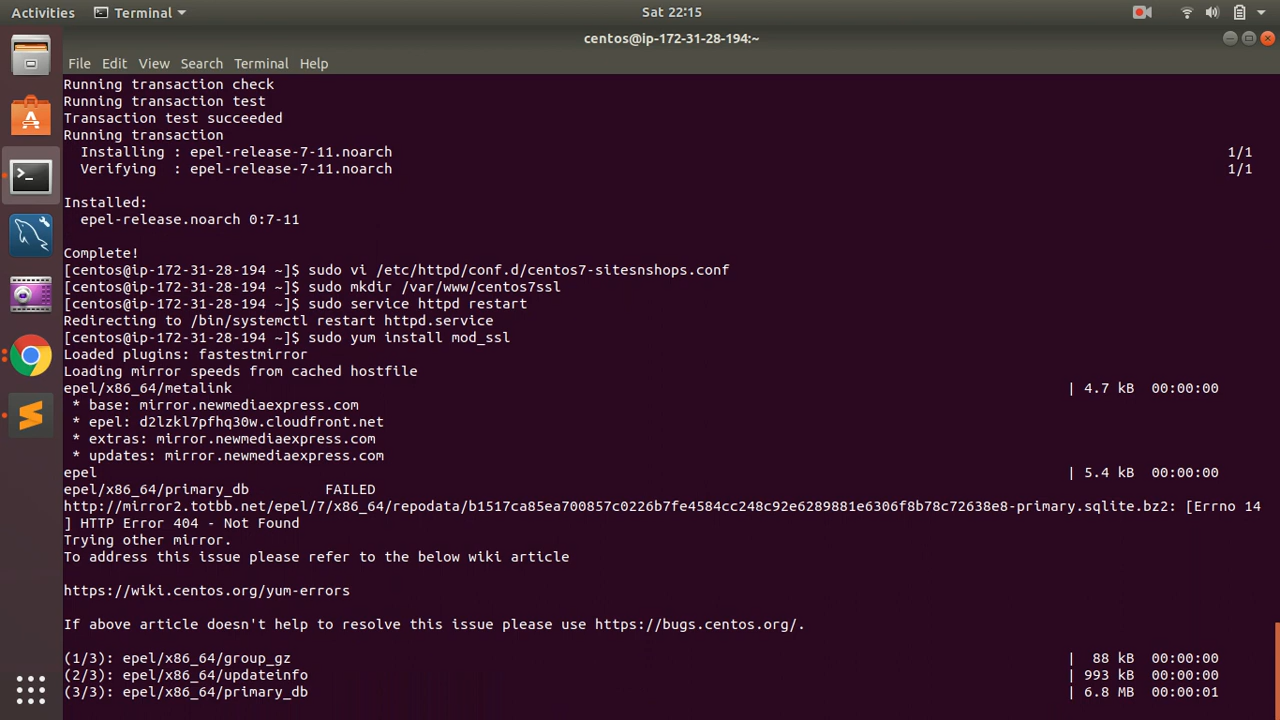 Activities Terminal Sat 22:15
centos@ip-172-31-28-194:~
File Edit View Search Terminal Help
Running transaction check
Running transaction test
Transaction test succeeded
Running transaction
  Installing : epel-release-7-11.noarch 1/1
  Verifying  : epel-release-7-11.noarch 1/1
Installed:
  epel-release.noarch 0:7-11
Complete!
[centos@ip-172-31-28-194 ~]$ sudo vi /etc/httpd/conf.d/centos7-sitesnshops.conf
[centos@ip-172-31-28-194 ~]$ sudo mkdir /var/www/centos7ssl
[centos@ip-172-31-28-194 ~]$ sudo service httpd restart
Redirecting to /bin/systemctl restart httpd.service
[centos@ip-172-31-28-194 ~]$ sudo yum install mod_ssl
Loaded plugins: fastestmirror
Loading mirror speeds from cached hostfile
epel/x86_64/metalink | 4.7 kB 00:00:00
 * base: mirror.newmediaexpress.com
 * epel: d2lzkl7pfhq30w.cloudfront.net
 * extras: mirror.newmediaexpress.com
 * updates: mirror.newmediaexpress.com
epel | 5.4 kB 00:00:00
epel/x86_64/primary_db FAILED
http://mirror2.totbb.net/epel/7/x86_64/repodata/b1517ca85ea700857c0226b7fe4584cc248c92e6289881e6306f8b78c72638e8-primary.sqlite.bz2: [Errno 14
] HTTP Error 404 - Not Found
Trying other mirror.
To address this issue please refer to the below wiki article
https://wiki.centos.org/yum-errors
If above article doesn't help to resolve this issue please use https://bugs.centos.org/.
(1/3): epel/x86_64/group_gz | 88 kB 00:00:00
(2/3): epel/x86_64/updateinfo | 993 kB 00:00:00
(3/3): epel/x86_64/primary_db | 6.8 MB 00:00:01